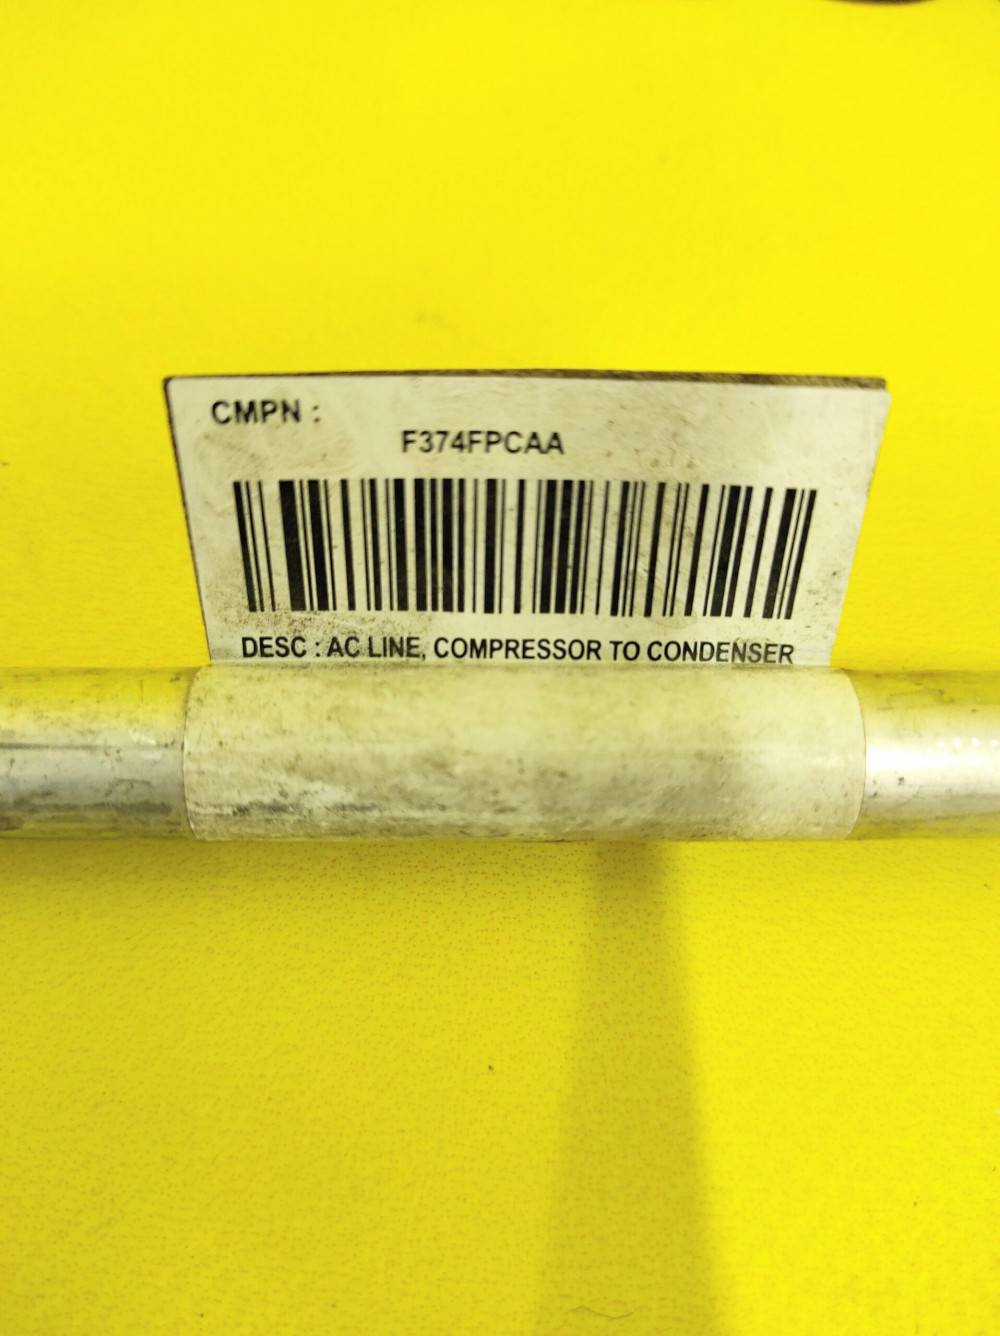 CMPN :
F374FPCAA
DESC : AC LINE, COMPRESSOR TO CONDENSER